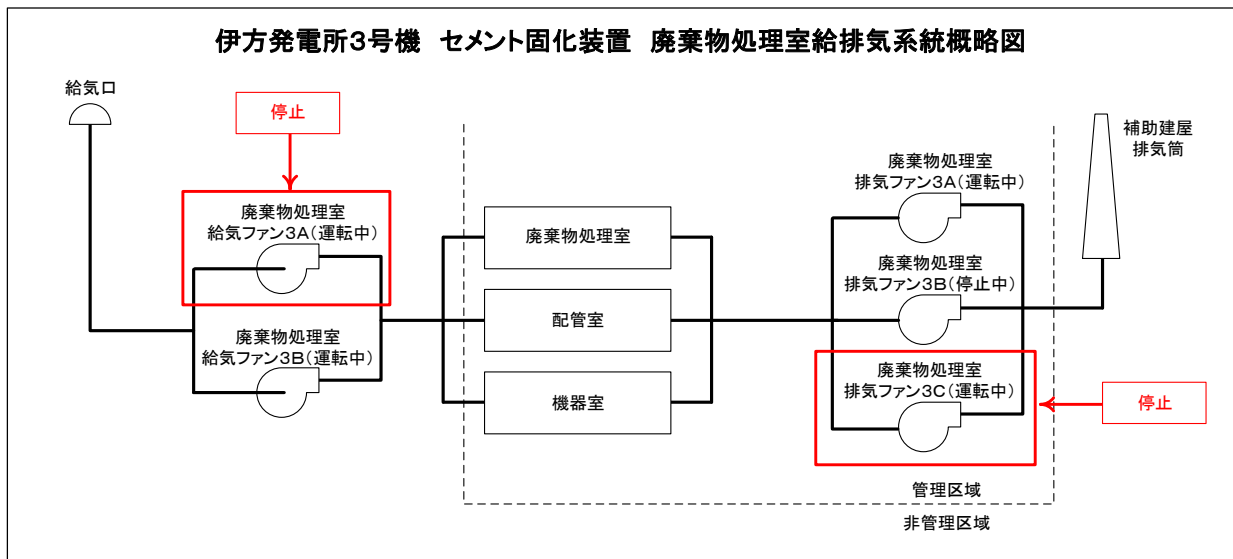 伊方発電所3号機 セメント固化装置 廃棄物処理室給排気系統概略図
給気口
停止
廃棄物処理室
給気ファン3A(運転中)
廃棄物処理室
給気ファン3B(運転中)
廃棄物処理室
配管室
機器室
廃棄物処理室
排気ファン3A(運転中)
廃棄物処理室
排気ファン3B(停止中)
廃棄物処理室
排気ファン3C(運転中)
補助建屋
排気筒
停止
管理区域
非管理区域